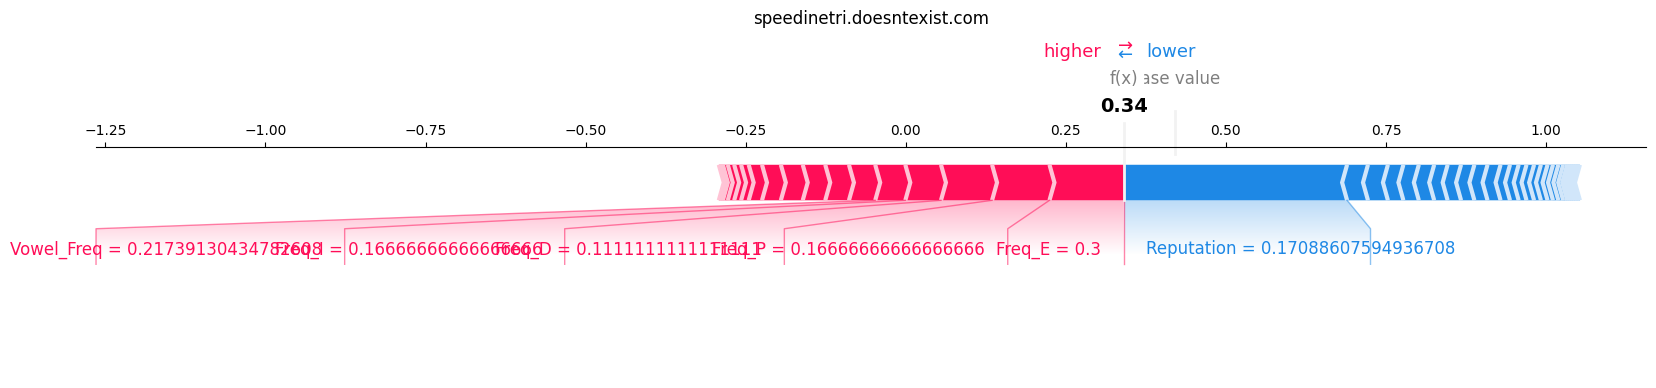 speedinetri.doesntexist.com
higher → lower
←
f(x) ase value
0.34
−1.25 −1.00 −0.75 −0.50 −0.25 0.00 0.25 0.50 0.75 1.00
Vowel_Freq = 0.21739130434782608 Freq_I = 0.16666666666666666 Freq_D = 0.1111111111111111 Freq_P = 0.16666666666666666 Freq_E = 0.3 Reputation = 0.17088607594936708